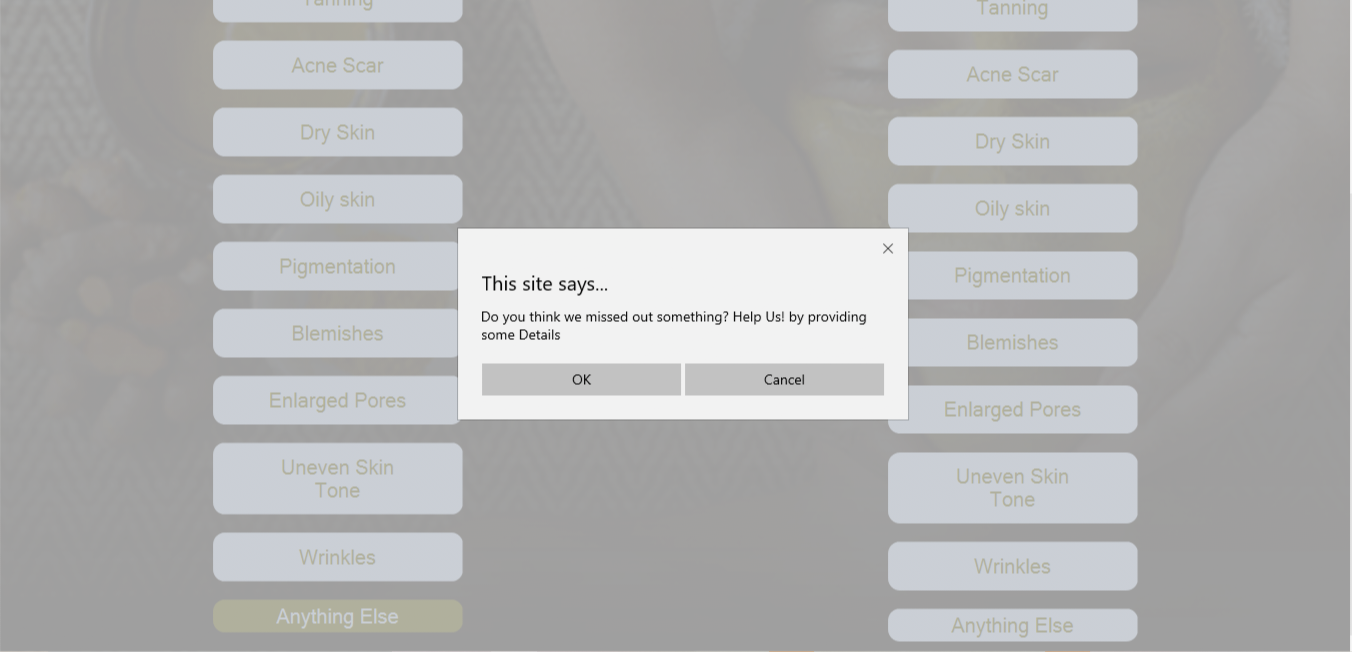 Tanning
Acne Scar
Dry Skin
Oily skin
Pigmentation
Blemishes
Enlarged Pores
Uneven Skin
Tone
Wrinkles
Anything Else
This site says...
Do you think we missed out something? Help Us! by providing
some Details
OK
Cancel
Tanning
Acne Scar
Dry Skin
Oily skin
Pigmentation
Blemishes
Enlarged Pores
Uneven Skin
Tone
Wrinkles
Anything Else